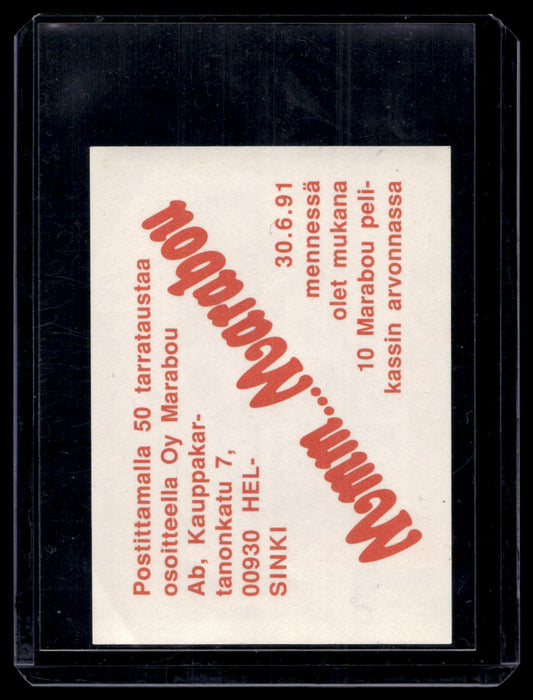 Postittamalla 50 tarrataustaa
osoitteella Oy Marabou
Ab, Kauppakar-
tanonkatu 7,
00930 HEL-
SINKI
Mmm...Marabou
30.6.91
mennessä
olet mukana
10 Marabou peli-
kassin arvonnassa